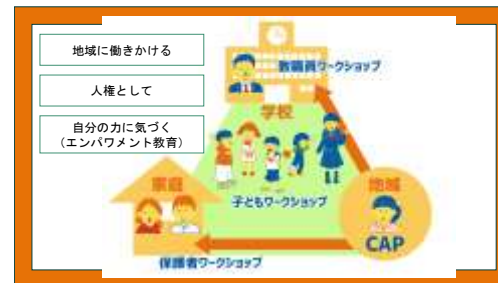 地域に働きかける
人権として
自分の力に気づく
(エンパワメント教育)
教職員ワークショップ
学校
家庭
子どもワークショップ
地域
CAP
保護者ワークショップ